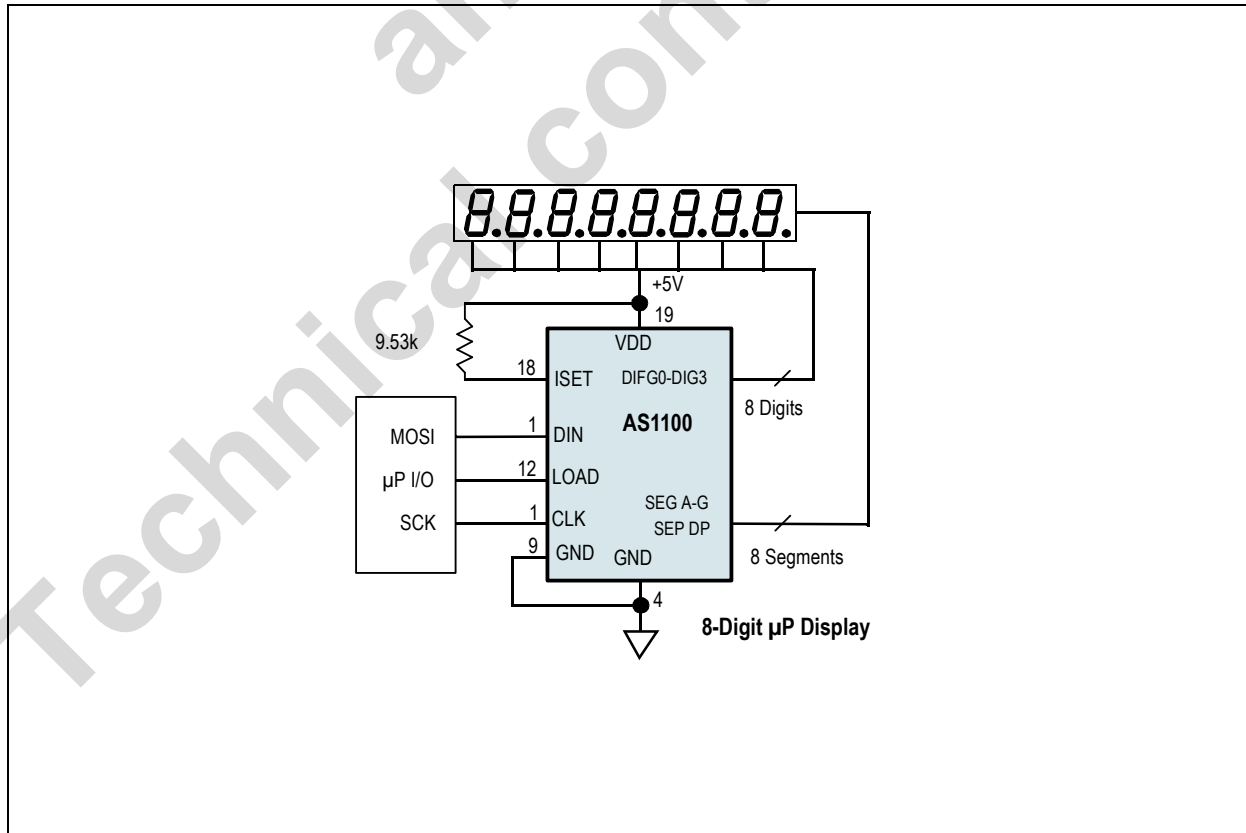 Technical con
+5V
19
VDD
9.53k
18
ISET
DIFG0-DIG3
8 Digits
AS1100
MOSI
1
DIN
µP I/O
12
LOAD
SEG A-G
SCK
1
CLK
SEP DP
9
GND
GND
8 Segments
4
8-Digit µP Display